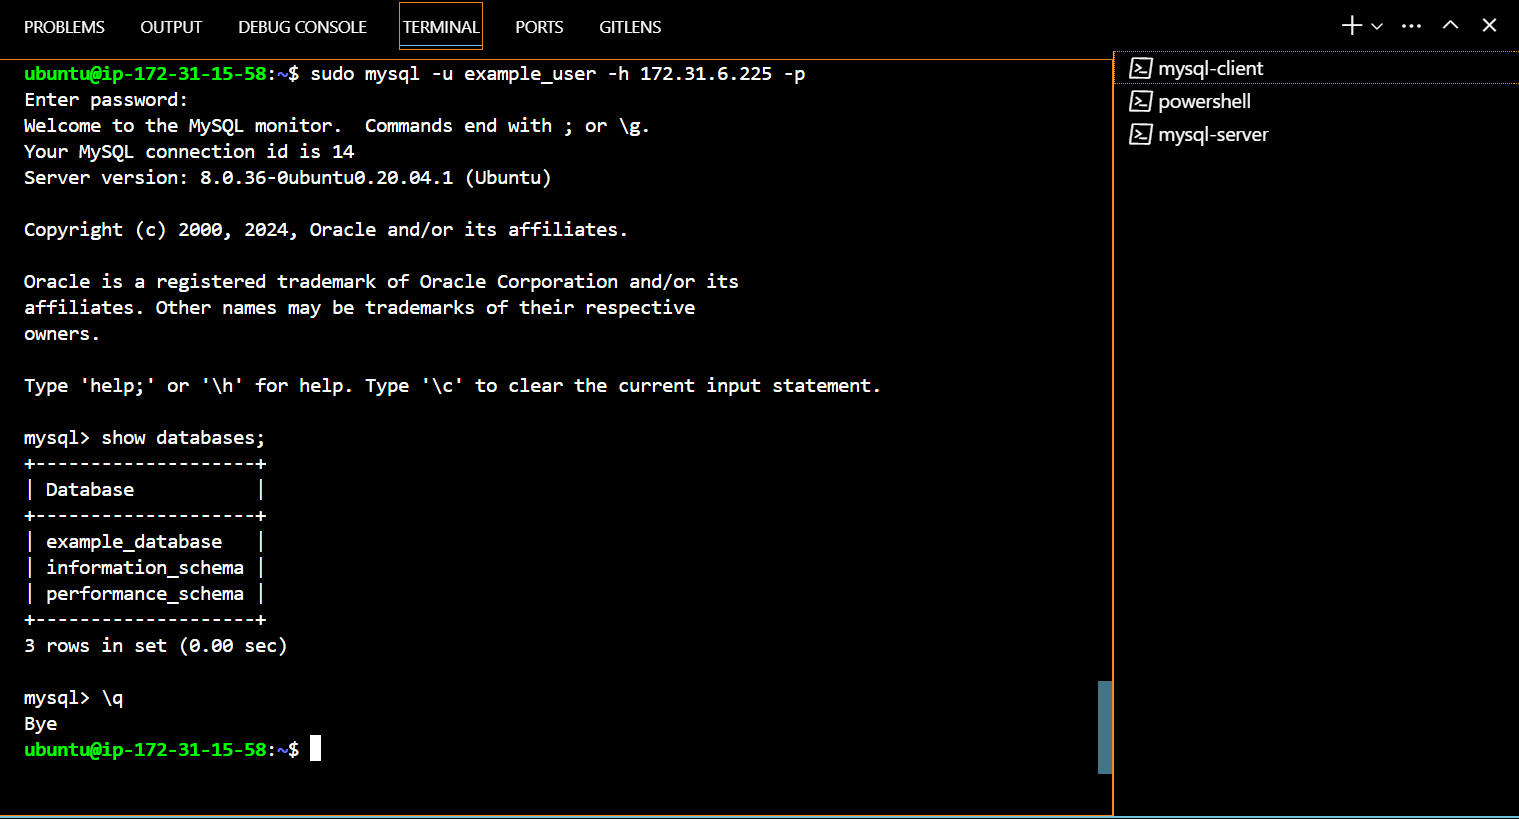 PROBLEMS OUTPUT DEBUG CONSOLE TERMINAL PORTS GITLENS
ubuntu@ip-172-31-15-58:~$ sudo mysql -u example_user -h 172.31.6.225 -p
Enter password:
Welcome to the MySQL monitor.  Commands end with ; or \g.
Your MySQL connection id is 14
Server version: 8.0.36-0ubuntu0.20.04.1 (Ubuntu)
Copyright (c) 2000, 2024, Oracle and/or its affiliates.
Oracle is a registered trademark of Oracle Corporation and/or its
affiliates. Other names may be trademarks of their respective
owners.
Type 'help;' or '\h' for help. Type '\c' to clear the current input statement.
mysql> show databases;
+--------------------+
| Database           |
+--------------------+
| example_database   |
| information_schema |
| performance_schema |
+--------------------+
3 rows in set (0.00 sec)
mysql> \q
Bye
ubuntu@ip-172-31-15-58:~$
mysql-client
powershell
mysql-server